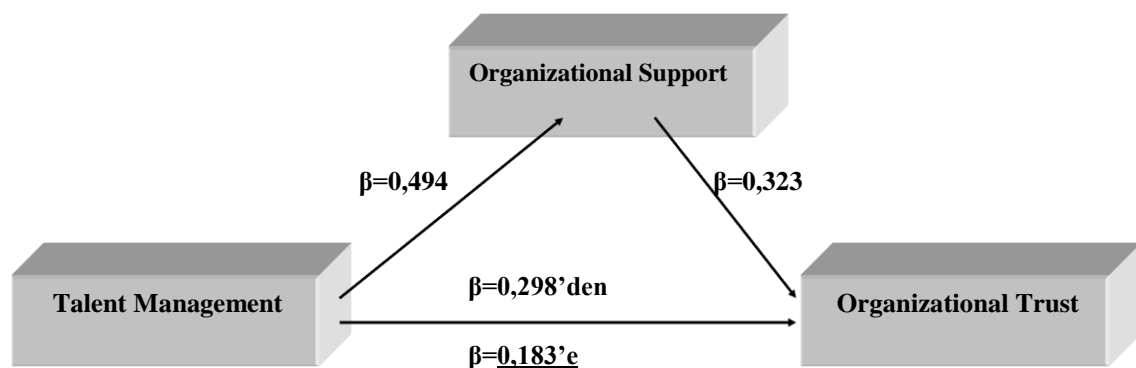 Organizational Support
β=0,494
β=0,323
β=0,298’den
Talent Management
Organizational Trust
β=0,183’e